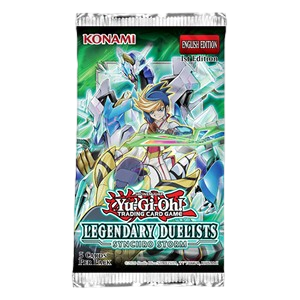 KONAMI
ENGLISH EDITION
1st Edition
Yu-Gi-Oh!
TRADING CARD GAME
LEGENDARY DUELISTS
SYNCHRO STORM
5 CARDS
PER PACK